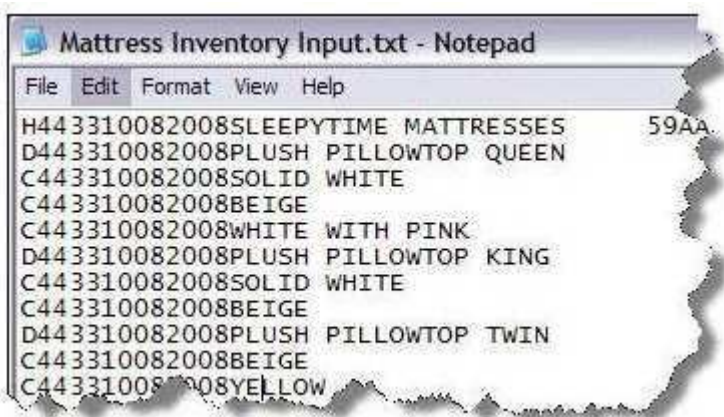 Mattress Inventory Input.txt - Notepad
File Edit Format View Help
H443310082008SLEEPYTIME MATTRESSES 59AA
D443310082008PLUSH PILLOWTOP QUEEN
C443310082008SOLID WHITE
C443310082008BEIGE
C443310082008WHITE WITH PINK
D443310082008PLUSH PILLOWTOP KING
C443310082008SOLID WHITE
C443310082008BEIGE
D443310082008PLUSH PILLOWTOP TWIN
C443310082008BEIGE
C443310082008YELLOW